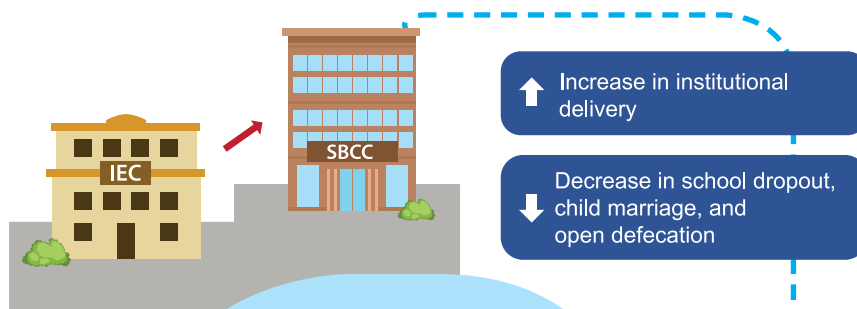 IEC
SBCC
Increase in institutional
delivery
Decrease in school dropout,
child marriage, and
open defecation